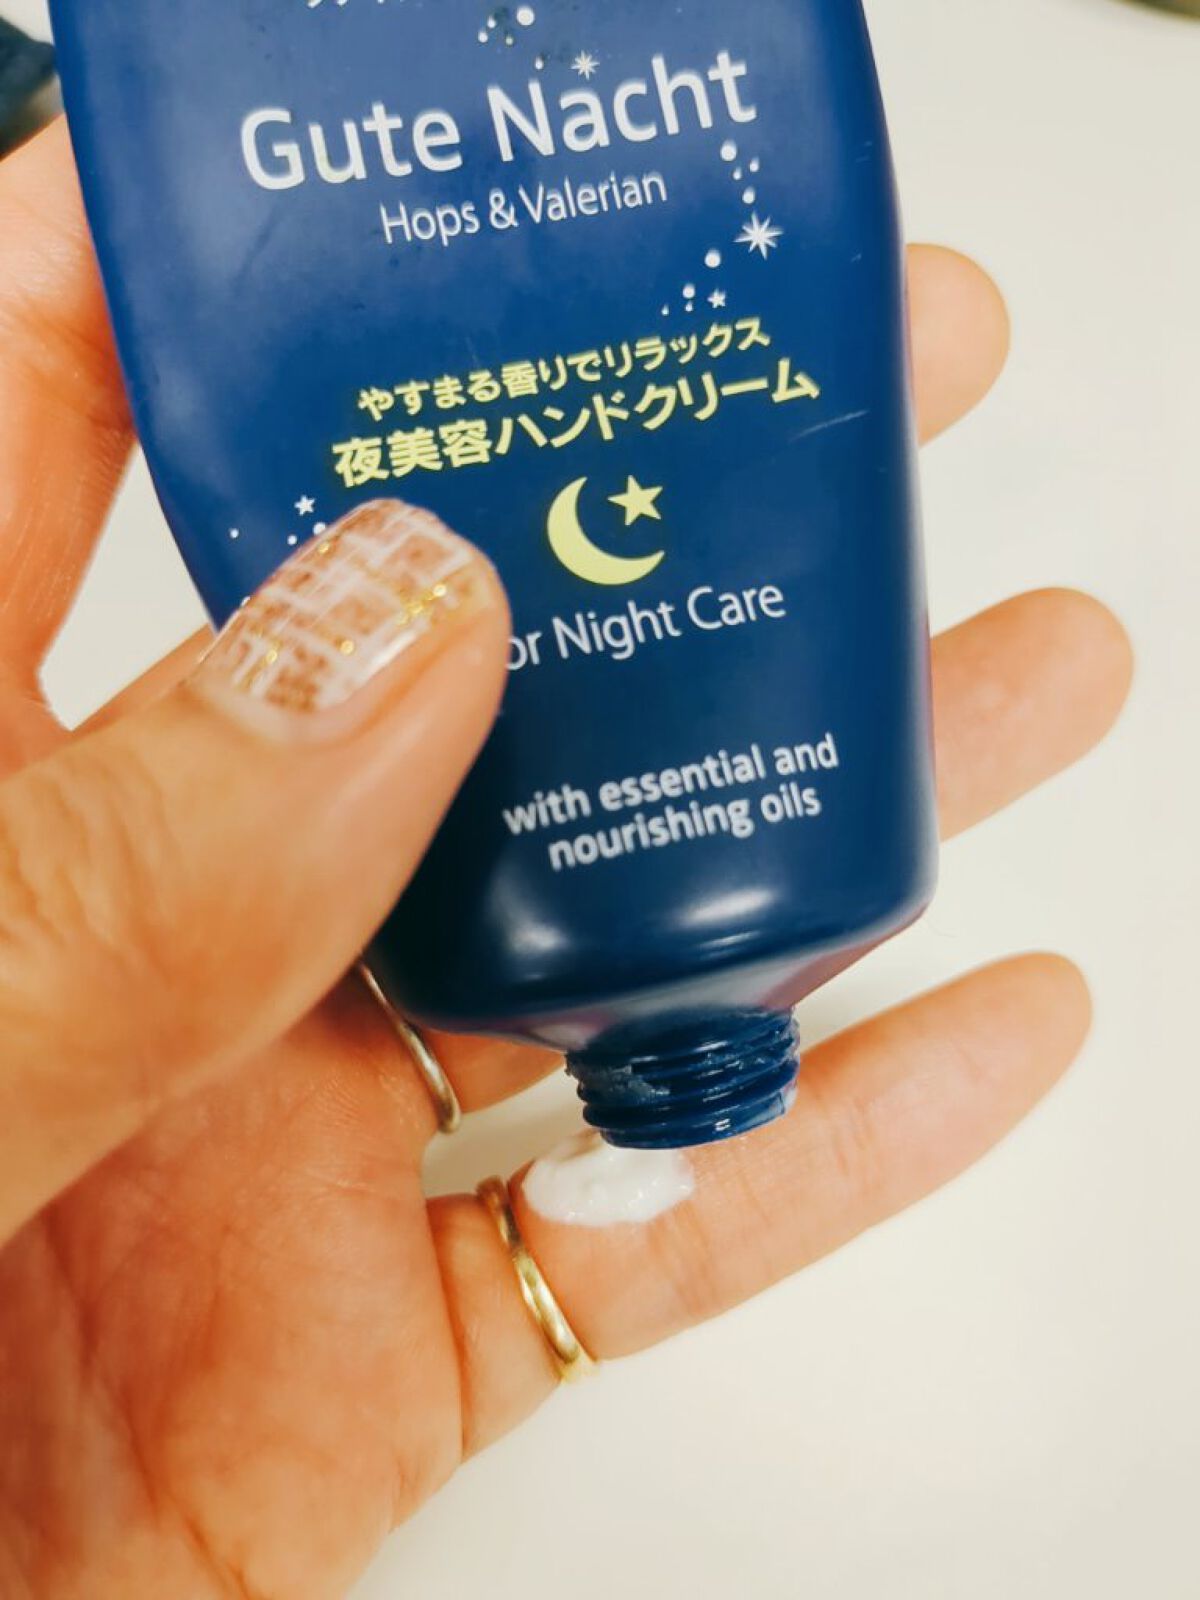 Gute Nacht
Hops & Valerian
やすまる香りでリラックス
夜美容ハンドクリーム
or Night Care
with essential and
nourishing oils